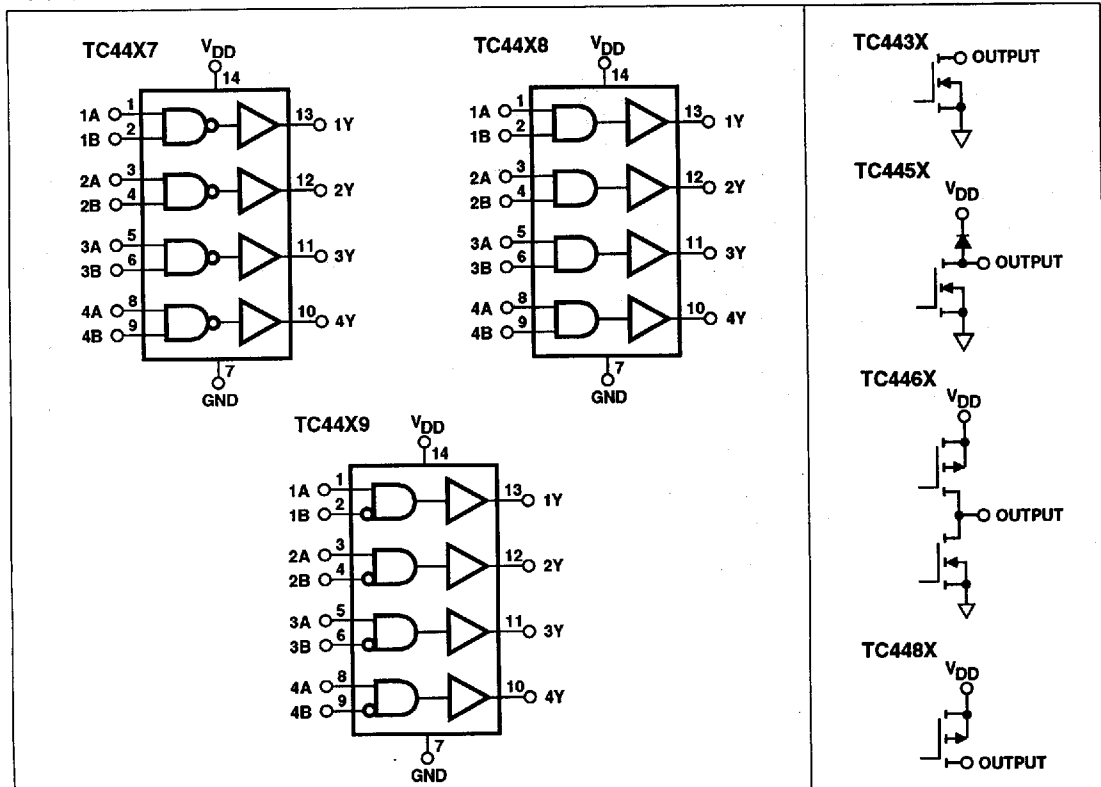 TC44X7
VDD
14
1A 1
1B 2
13 1Y
2A 3
2B 4
12 2Y
3A 5
3B 6
11 3Y
4A 8
4B 9
10 4Y
7
GND
TC44X8
VDD
14
1A 1
1B 2
13 1Y
2A 3
2B 4
12 2Y
3A 5
3B 6
11 3Y
4A 8
4B 9
10 4Y
7
GND
TC44X9
VDD
14
1A 1
1B 2
13 1Y
2A 3
2B 4
12 2Y
3A 5
3B 6
11 3Y
4A 8
4B 9
10 4Y
7
GND
TC443X
OUTPUT
TC445X
VDD
OUTPUT
TC446X
VDD
OUTPUT
TC448X
VDD
OUTPUT